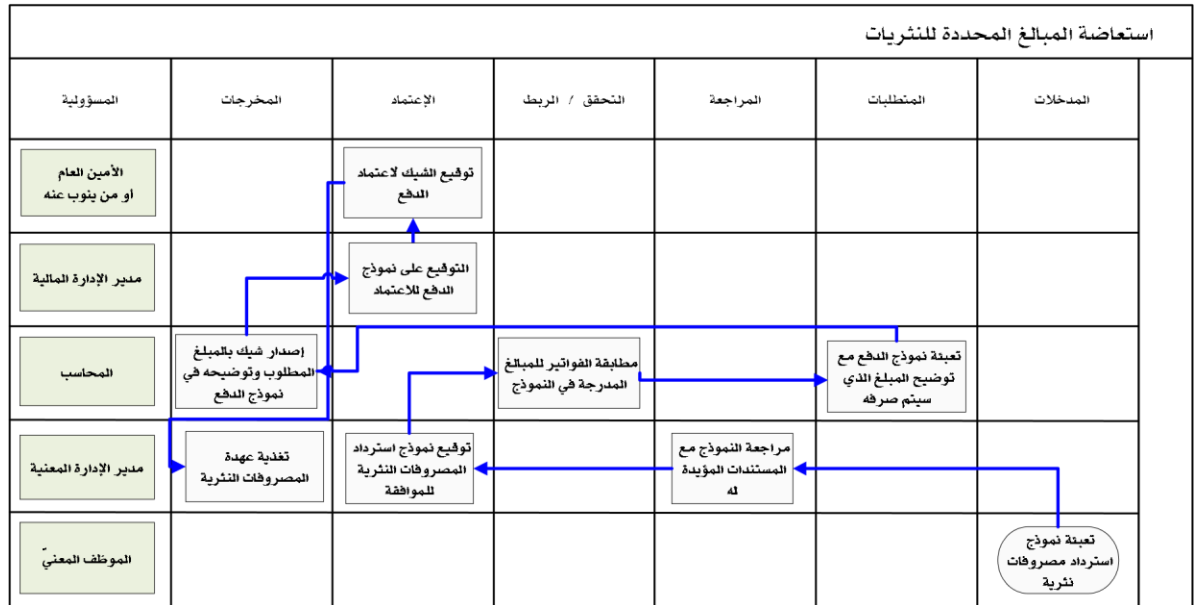 استعاضة المبالغ المحددة للنثريات
المدخلات
المتطلبات
المراجعة
التحقق / الربط
الإعتماد
المخرجات
المسؤولية
توقيع الشيك لاعتماد
الدفع
الأمين العام
او من ينوب عنه
التوقيع على نموذج
الدفع للاعتماد
مدير الإدارة المالية
تعبئة نموذج الدفع مع
توضيح المبلغ الذي
سيتم صرفه
مطابقة الفواتير للمبالغ
المدرجة في النموذج
إصدار شيك بالمبلغ
المطلوب وتوضيحه في
نموذج الدفع
المحاسب
مراجعة النموذج مع
المستندات المؤيدة
له
توقيع نموذج استرداد
المصروفات النثرية
للموافقة
تغذية عهدة
المصروفات النثرية
مدير الإدارة المعنية
تعبئة نموذج
استرداد مصروفات
نثرية
الموظف المعنيّ